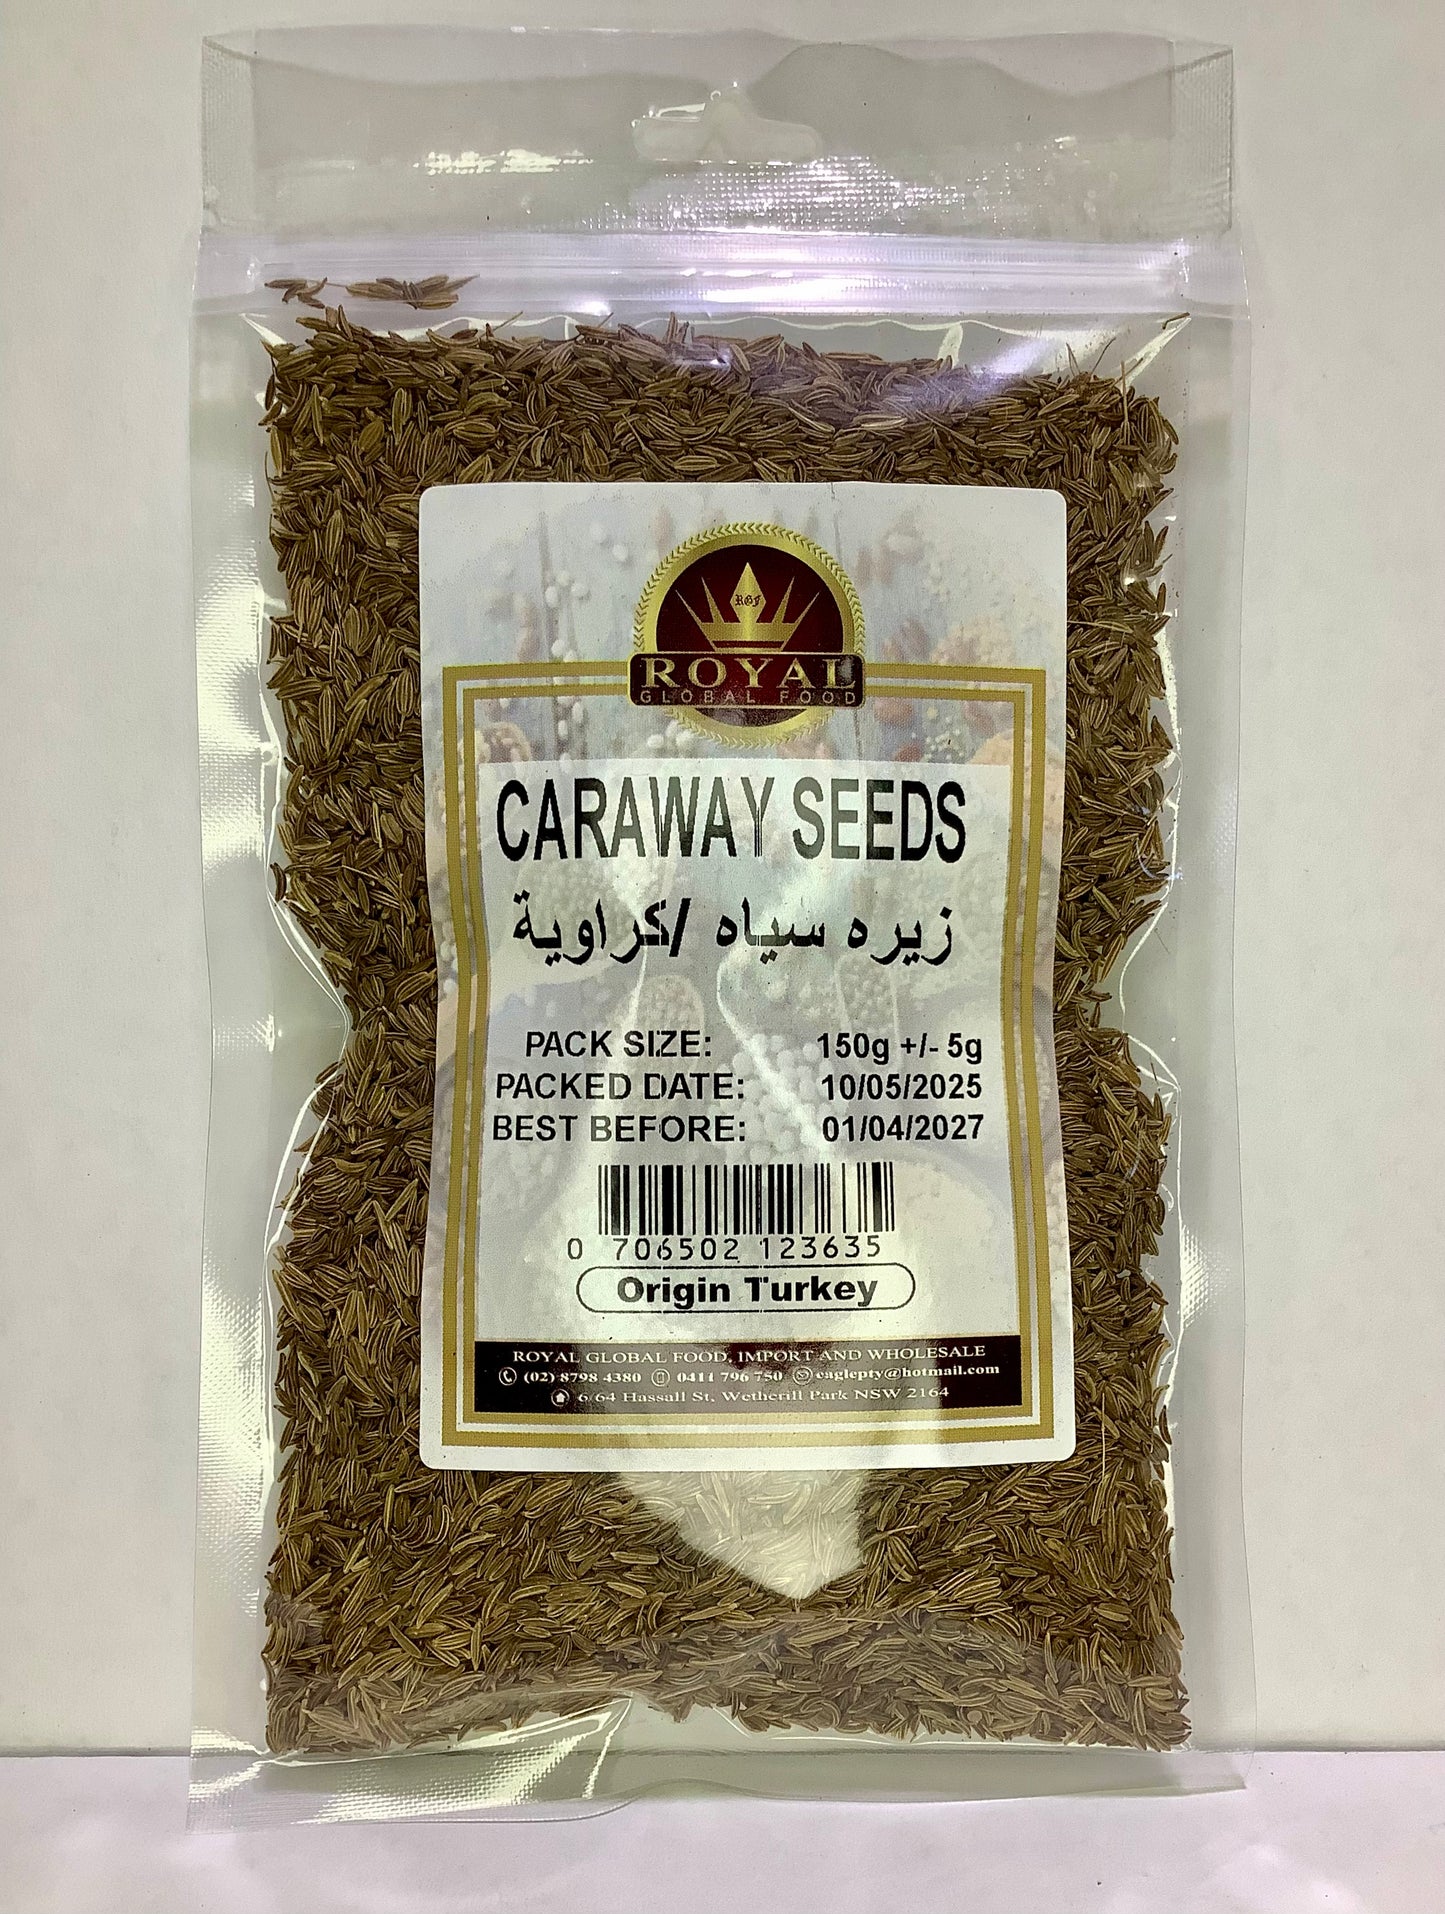 RGF
ROYAL
GLOBAL FOOD
CARAWAY SEEDS
زيره سياه /كراوية
PACK SIZE: 150g +/- 5g
PACKED DATE: 10/05/2025
BEST BEFORE: 01/04/2027
0 706502 123635
Origin Turkey
ROYAL GLOBAL FOOD, IMPORT AND WHOLESALE
(02) 8798 4380 0411 796 750 eaglepty@hotmail.com
6/64 Hassall St, Wetherill Park NSW 2164